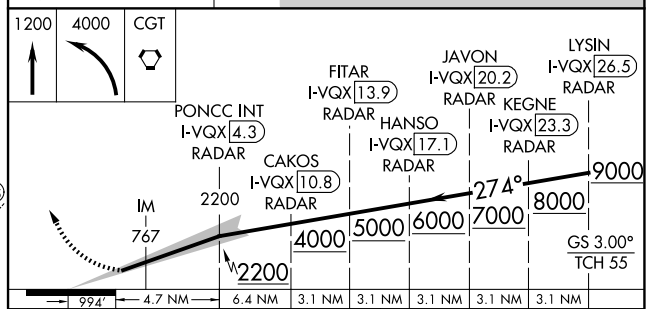 1200 4000 CGT
LYSIN
I-VQX 26.5
RADAR
JAVON
I-VQX 20.2
RADAR
FITAR
I-VQX 13.9
RADAR
KEGNE
I-VQX 23.3
RADAR
PONCC INT
I-VQX 4.3
RADAR
HANSO
I-VQX 17.1
RADAR
CAKOS
I-VQX 10.8
RADAR
IM
767
2200
2200
4000
5000
6000
7000
8000
9000
274°
GS 3.00°
TCH 55
994' 4.7 NM 6.4 NM 3.1 NM 3.1 NM 3.1 NM 3.1 NM 3.1 NM